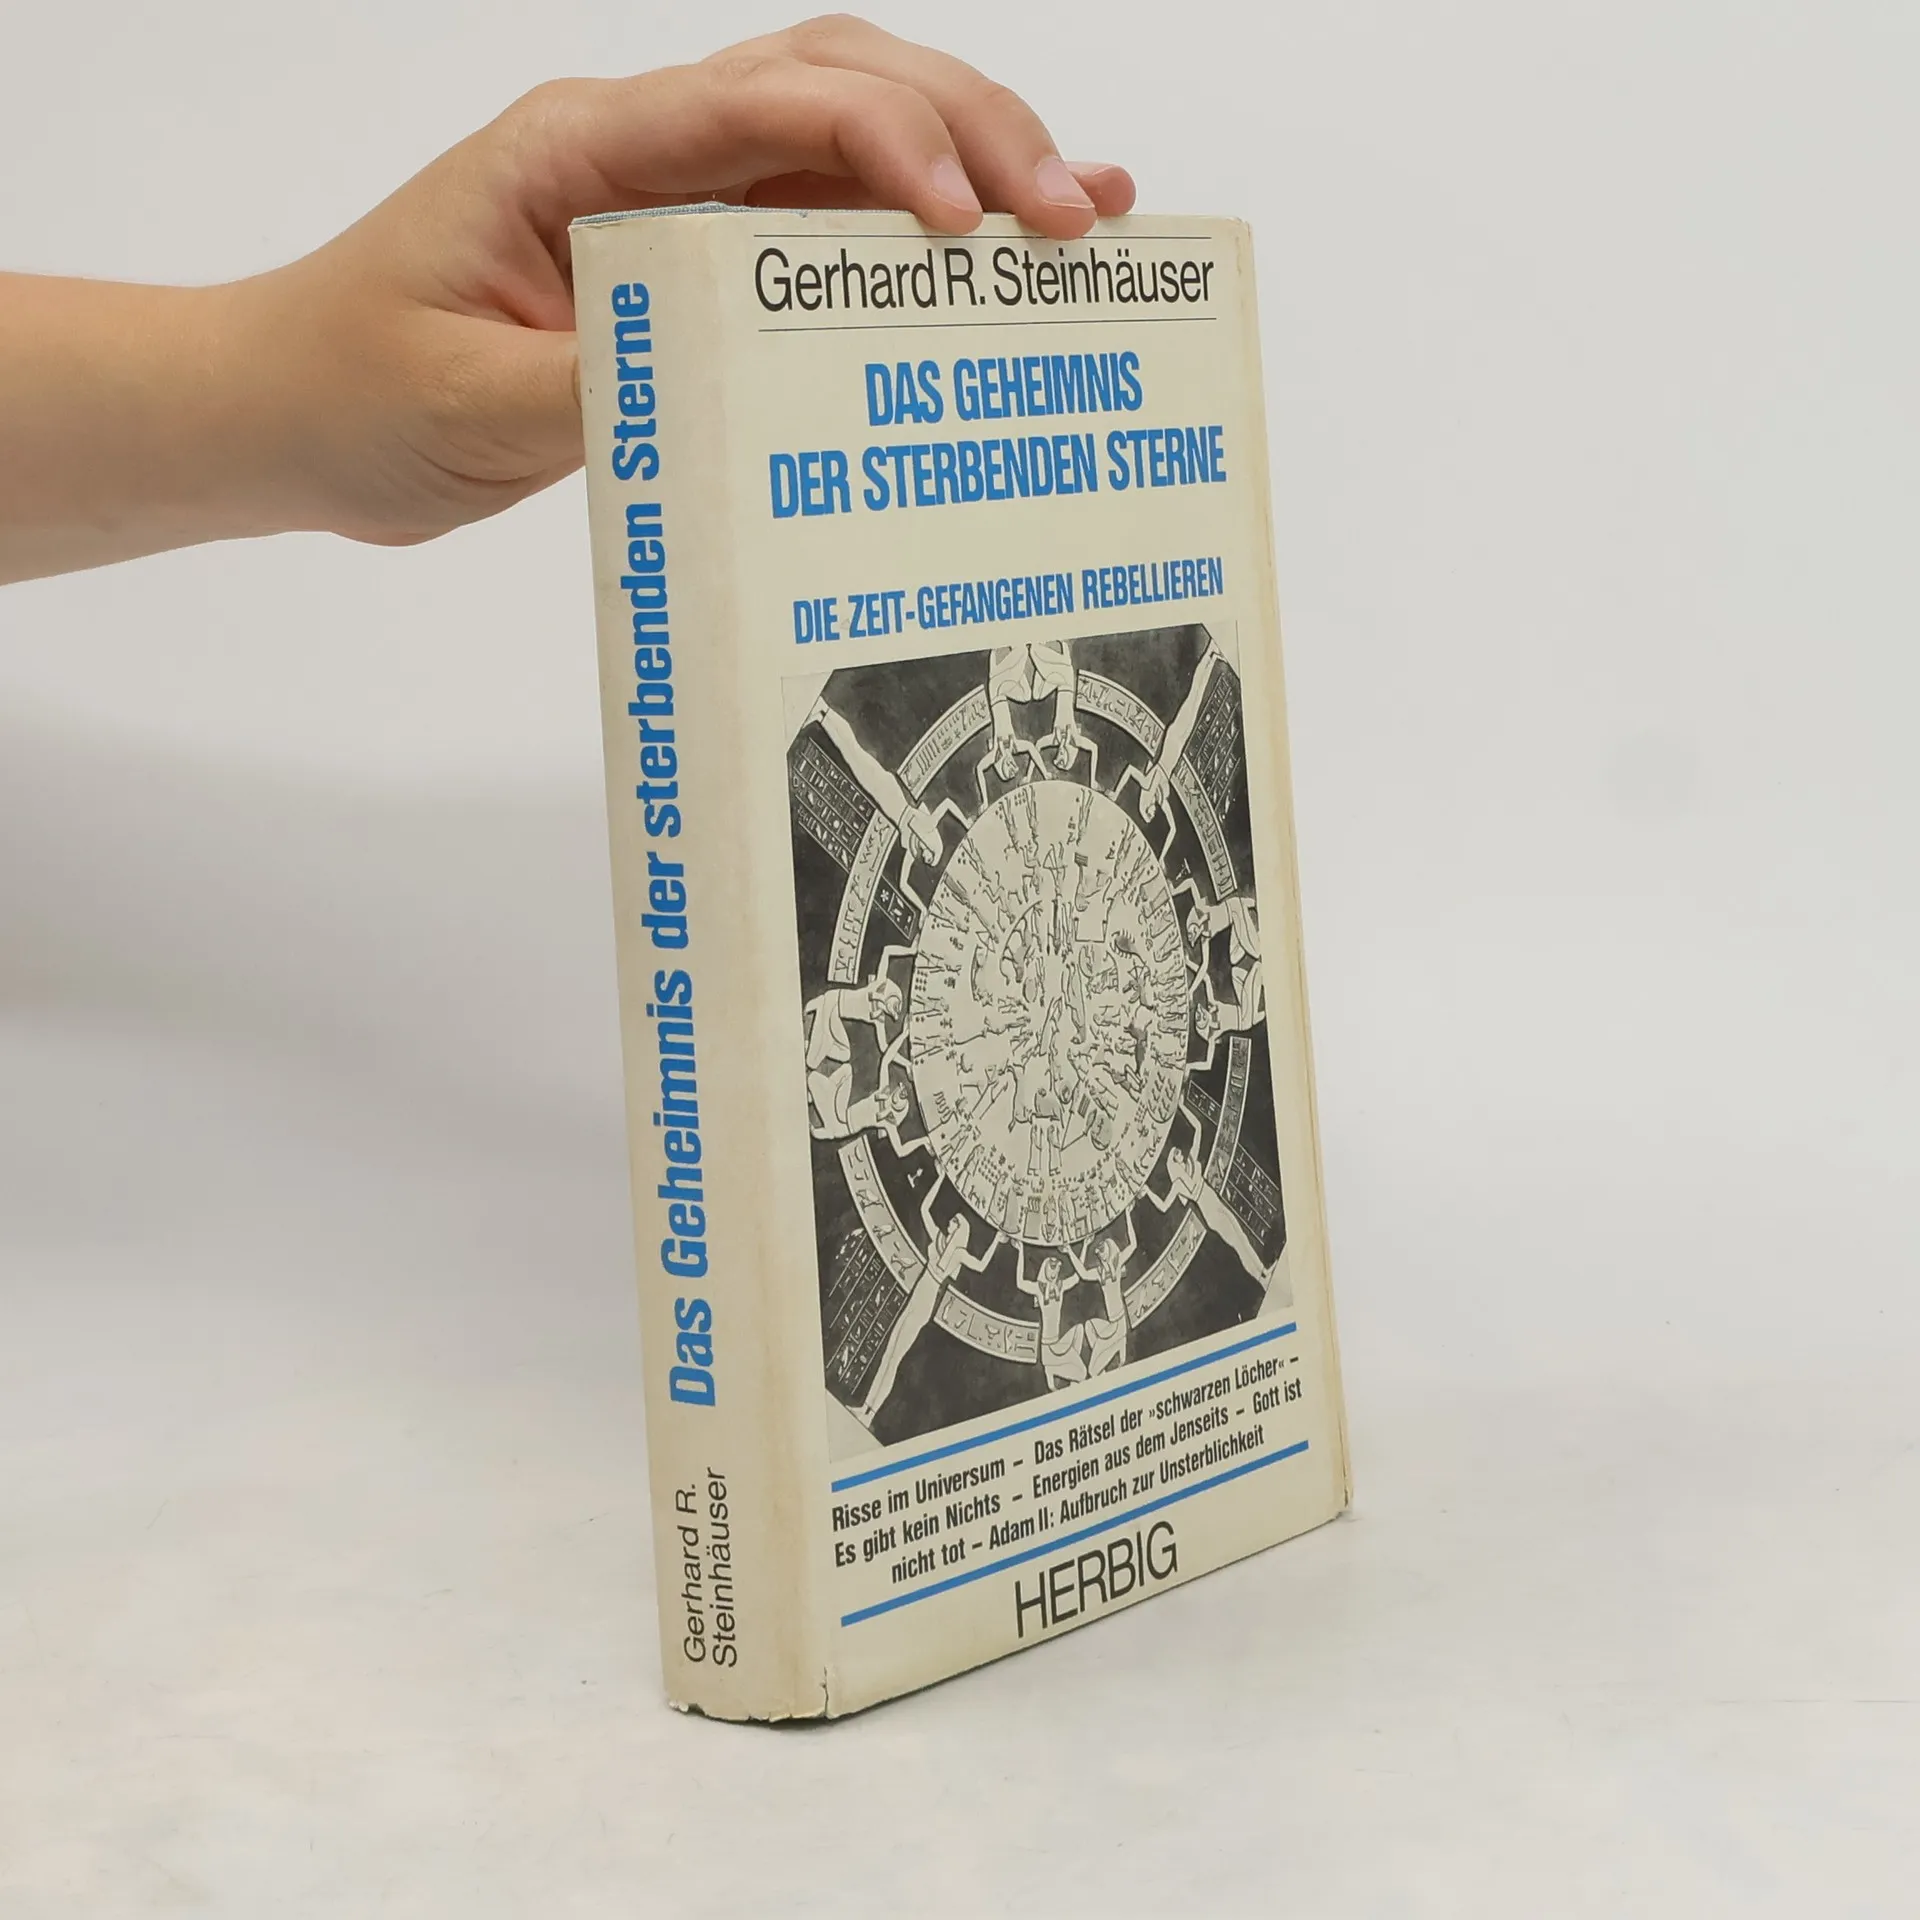 Gerhard R. Steinhäuser
DAS GEHEIMNIS
DER STERBENDEN STERNE
DIE ZEIT-GEFANGENEN REBELLIEREN
Risse im Universum – Das Rätsel der »schwarzen Löcher« –
Es gibt kein Nichts – Energien aus dem Jenseits – Gott ist
nicht tot – Adam II: Aufbruch zur Unsterblichkeit
HERBIG
Das Geheimnis der sterbenden Sterne
Gerhard R.
Steinhäuser